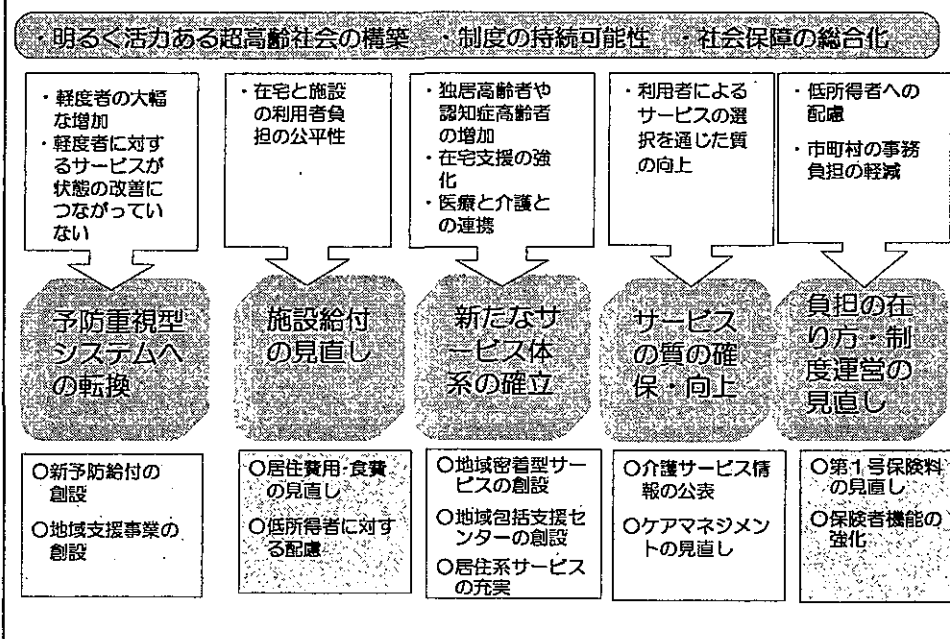 ・明るく活力ある超高齢社会の構築 ・制度の持続可能性 ・社会保障の総合化
・軽度者の大幅
な増加
・軽度者に対す
るサービスが
状態の改善に
つながってい
ない
・在宅と施設
の利用者負
担の公平性
・独居高齢者や
認知症高齢者
の増加
・在宅支援の強
化
・医療と介護と
の連携
・利用者による
サービスの選
択を通じた質
の向上
・低所得者への
配慮
・市町村の事務
負担の軽減
予防重視型
システムへ
の転換
施設給付
の見直し
新たなサ
ービス体
系の確立
サービス
の質の確
保・向上
負担の在
り方・制
度運営の
見直し
〇新予防給付の
創設
〇地域支援事業の
創設
〇居住費用・食費
の見直し
〇低所得者に対す
る配慮
〇地域密着型サー
ビスの創設
〇地域包括支援セ
ンターの創設
〇居住系サービス
の充実
〇介護サービス情
報の公表
〇ケアマネジメン
トの見直し
〇第1号保険料
の見直し
〇保険者機能の
強化